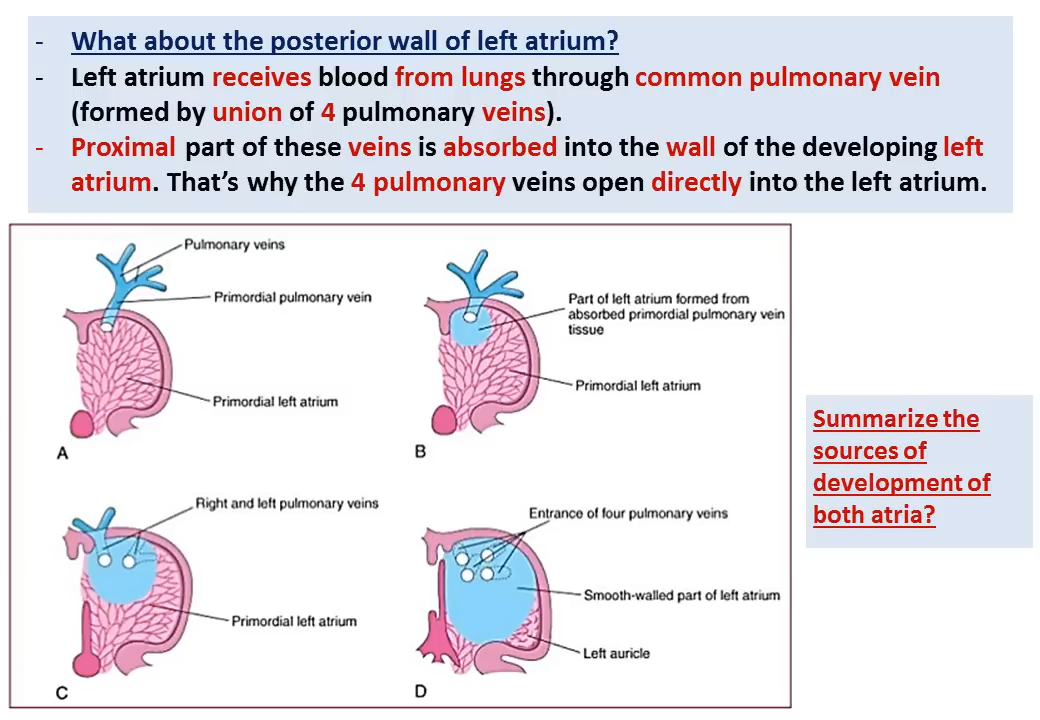 - What about the posterior wall of left atrium?
- Left atrium receives blood from lungs through common pulmonary vein
(formed by union of 4 pulmonary veins).
- Proximal part of these veins is absorbed into the wall of the developing left
atrium. That's why the 4 pulmonary veins open directly into the left atrium.
Pulmonary veins
Primordial pulmonary vein
Primordial left atrium
A
Part of left atrium formed from
absorbed primordial pulmonary vein
tissue
Primordial left atrium
B
Right and left pulmonary veins
Primordial left atrium
C
Entrance of four pulmonary veins
Smooth-walled part of left atrium
Left auricle
D
Summarize the
sources of
development of
both atria?